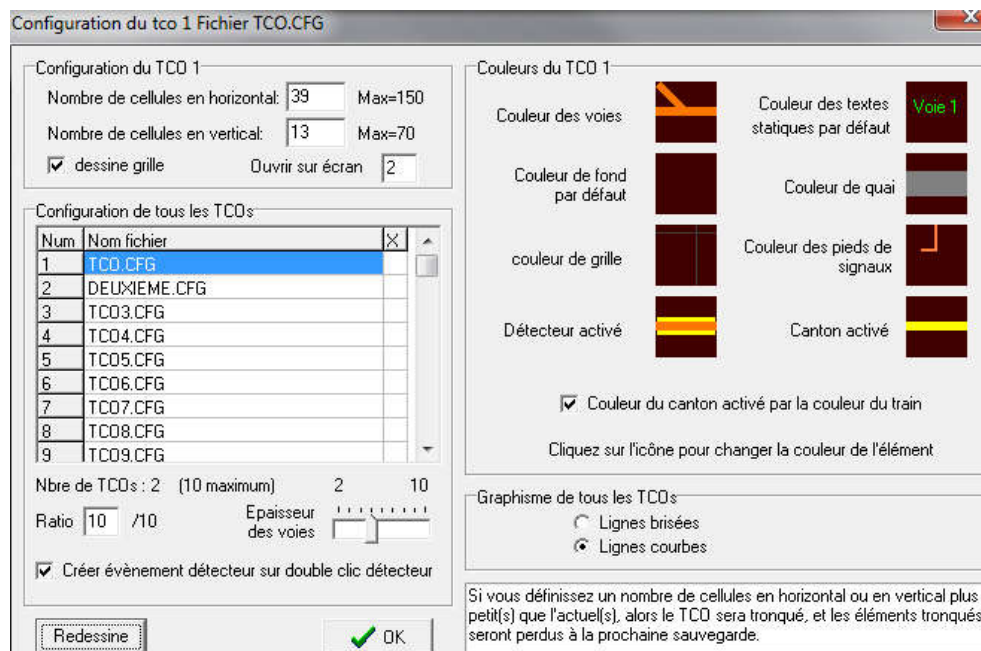 Configuration du tco 1 Fichier TCO.CFG
Configuration du TCO 1
Nombre de cellules en horizontal: 39 Max=150
Nombre de cellules en vertical: 13 Max=70
dessine grille Ouvrir sur écran 2
Configuration de tous les TCOs
Num Nom fichier X
1 TCO.CFG
2 DEUXIEME.CFG
3 TCO3.CFG
4 TCO4.CFG
5 TCO5.CFG
6 TCO6.CFG
7 TCO7.CFG
8 TCO8.CFG
9 TCO9.CFG
Nbre de TCOs : 2 (10 maximum) 2 10
Ratio 10 /10 Epaisseur
des voies
Créer évènement détecteur sur double clic détecteur
Redessine OK
Couleurs du TCO 1
Couleur des voies
Couleur des textes
statiques par défaut
Voie 1
Couleur de fond
par défaut
Couleur de quai
couleur de grille
Couleur des pieds de
signaux
Détecteur activé
Canton activé
Couleur du canton activé par la couleur du train
Cliquez sur l'icône pour changer la couleur de l'élément
Graphisme de tous les TCOs
Lignes brisées
Lignes courbes
Si vous définissez un nombre de cellules en horizontal ou en vertical plus
petit(s) que l'actuel(s), alors le TCO sera tronqué, et les éléments tronqués
seront perdus à la prochaine sauvegarde.